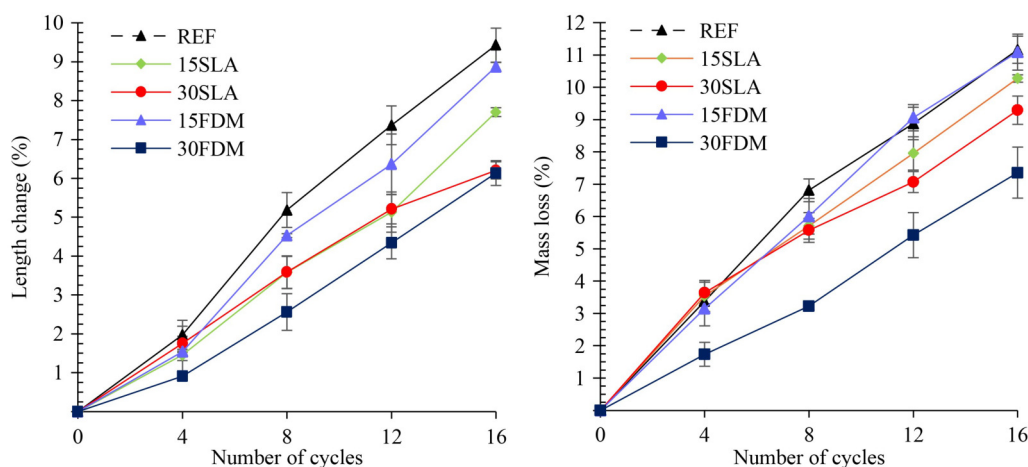 10
9
8
7
6
5
4
3
2
1
Length change (%)
REF
15SLA
30SLA
15FDM
30FDM
0 4 8 12 16
Number of cycles
12
11
10
9
8
7
6
5
4
3
2
1
Mass loss (%)
REF
15SLA
30SLA
15FDM
30FDM
0 4 8 12 16
Number of cycles